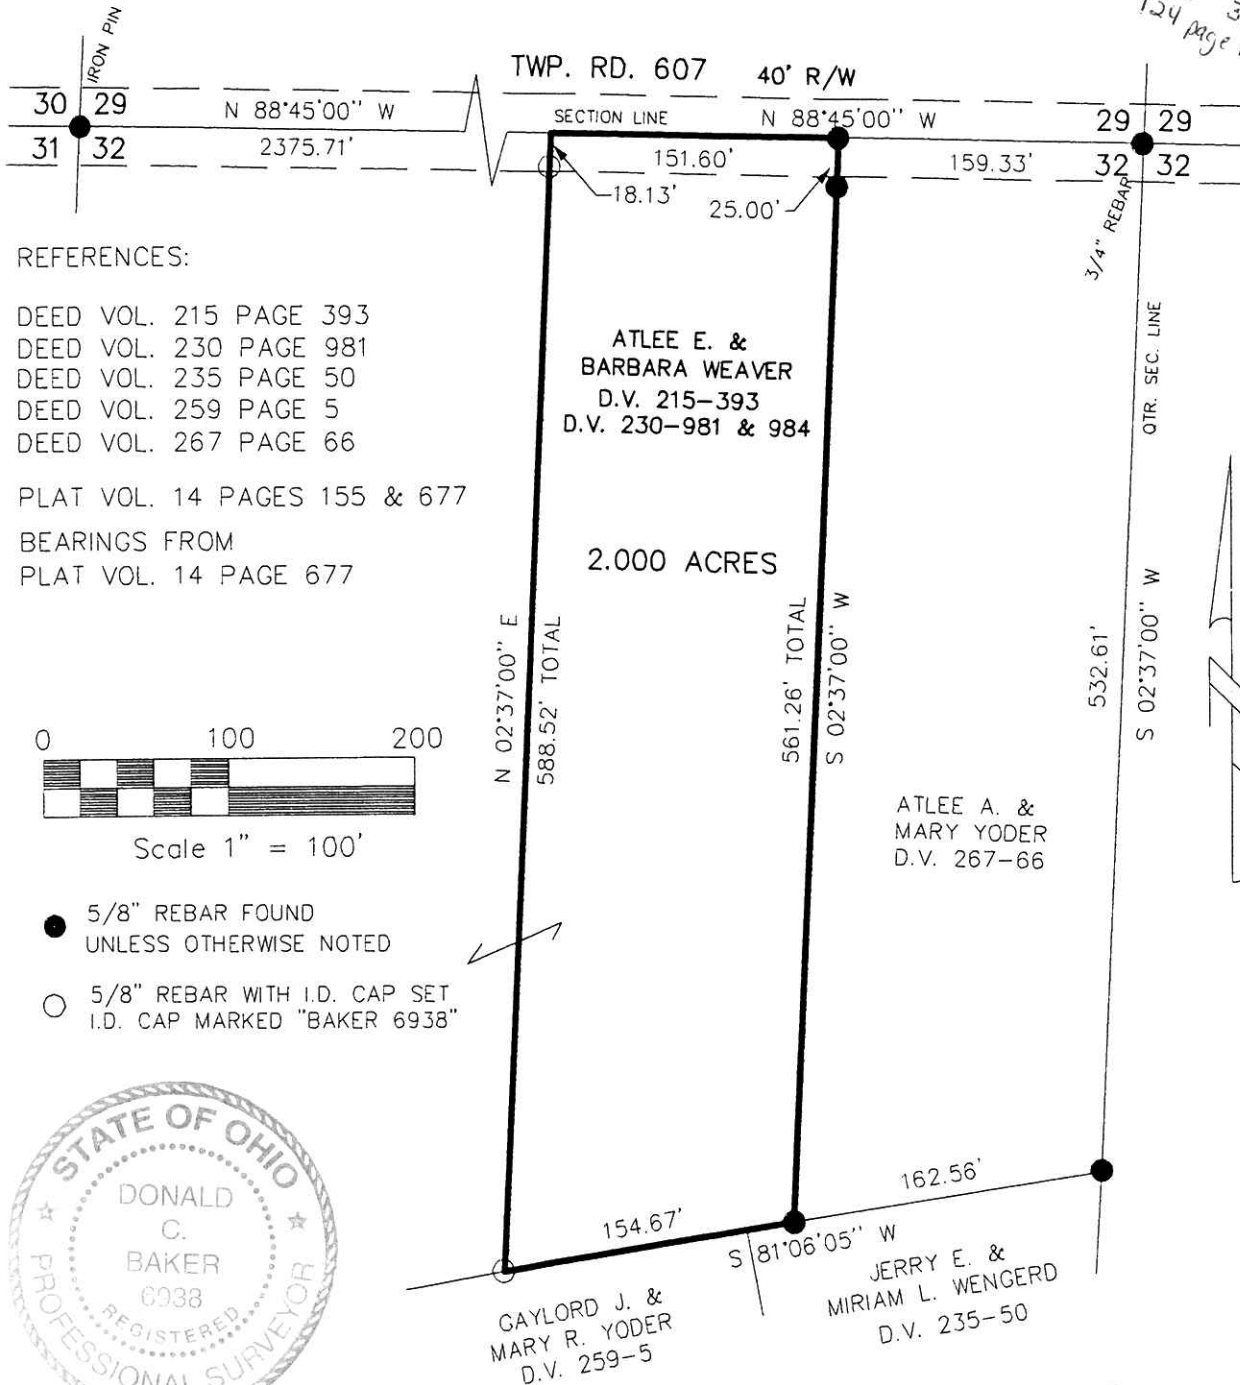 124 page
IRON PIN
TWP. RD. 607 40' R/W
30 29
N 88°45'00" W
SECTION LINE
N 88°45'00" W
29 29
31 32
2375.71'
151.60'
159.33'
32 32
18.13'
25.00'
3/4" REBAR
REFERENCES:
DEED VOL. 215 PAGE 393
DEED VOL. 230 PAGE 981
DEED VOL. 235 PAGE 50
DEED VOL. 259 PAGE 5
DEED VOL. 267 PAGE 66
PLAT VOL. 14 PAGES 155 & 677
BEARINGS FROM
PLAT VOL. 14 PAGE 677
ATLEE E. &
BARBARA WEAVER
D.V. 215-393
D.V. 230-981 & 984
2.000 ACRES
QTR. SEC. LINE
N 02°37'00" E
588.52' TOTAL
561.26' TOTAL
S 02°37'00" W
532.61'
S 02°37'00" W
0 100 200
Scale 1" = 100'
ATLEE A. &
MARY YODER
D.V. 267-66
5/8" REBAR FOUND
UNLESS OTHERWISE NOTED
5/8" REBAR WITH I.D. CAP SET
I.D. CAP MARKED "BAKER 6938"
STATE OF OHIO
DONALD
C.
BAKER
6938
REGISTERED
PROFESSIONAL SURVEYOR
154.67'
162.56'
S 81°06'05" W
GAYLORD J. &
MARY R. YODER
D.V. 259-5
JERRY E. &
MIRIAM L. WENGERD
D.V. 235-50